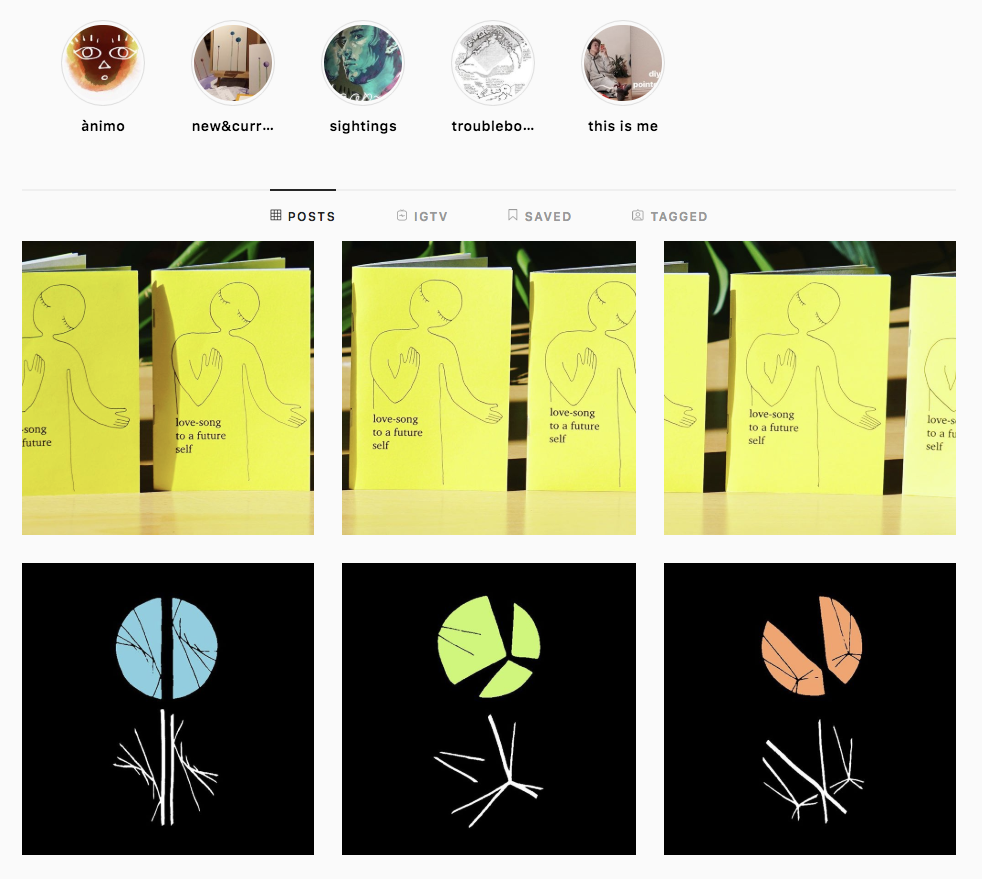 ànimo
new&curr...
sightings
troublebo...
this is me
diy
pointe
POSTS
IGTV
SAVED
TAGGED
-song
future
love-song
to a future
self
love-song
to a future
self
love-song
to a future
self
love-song
to a future
self
love-s
to a fu
self